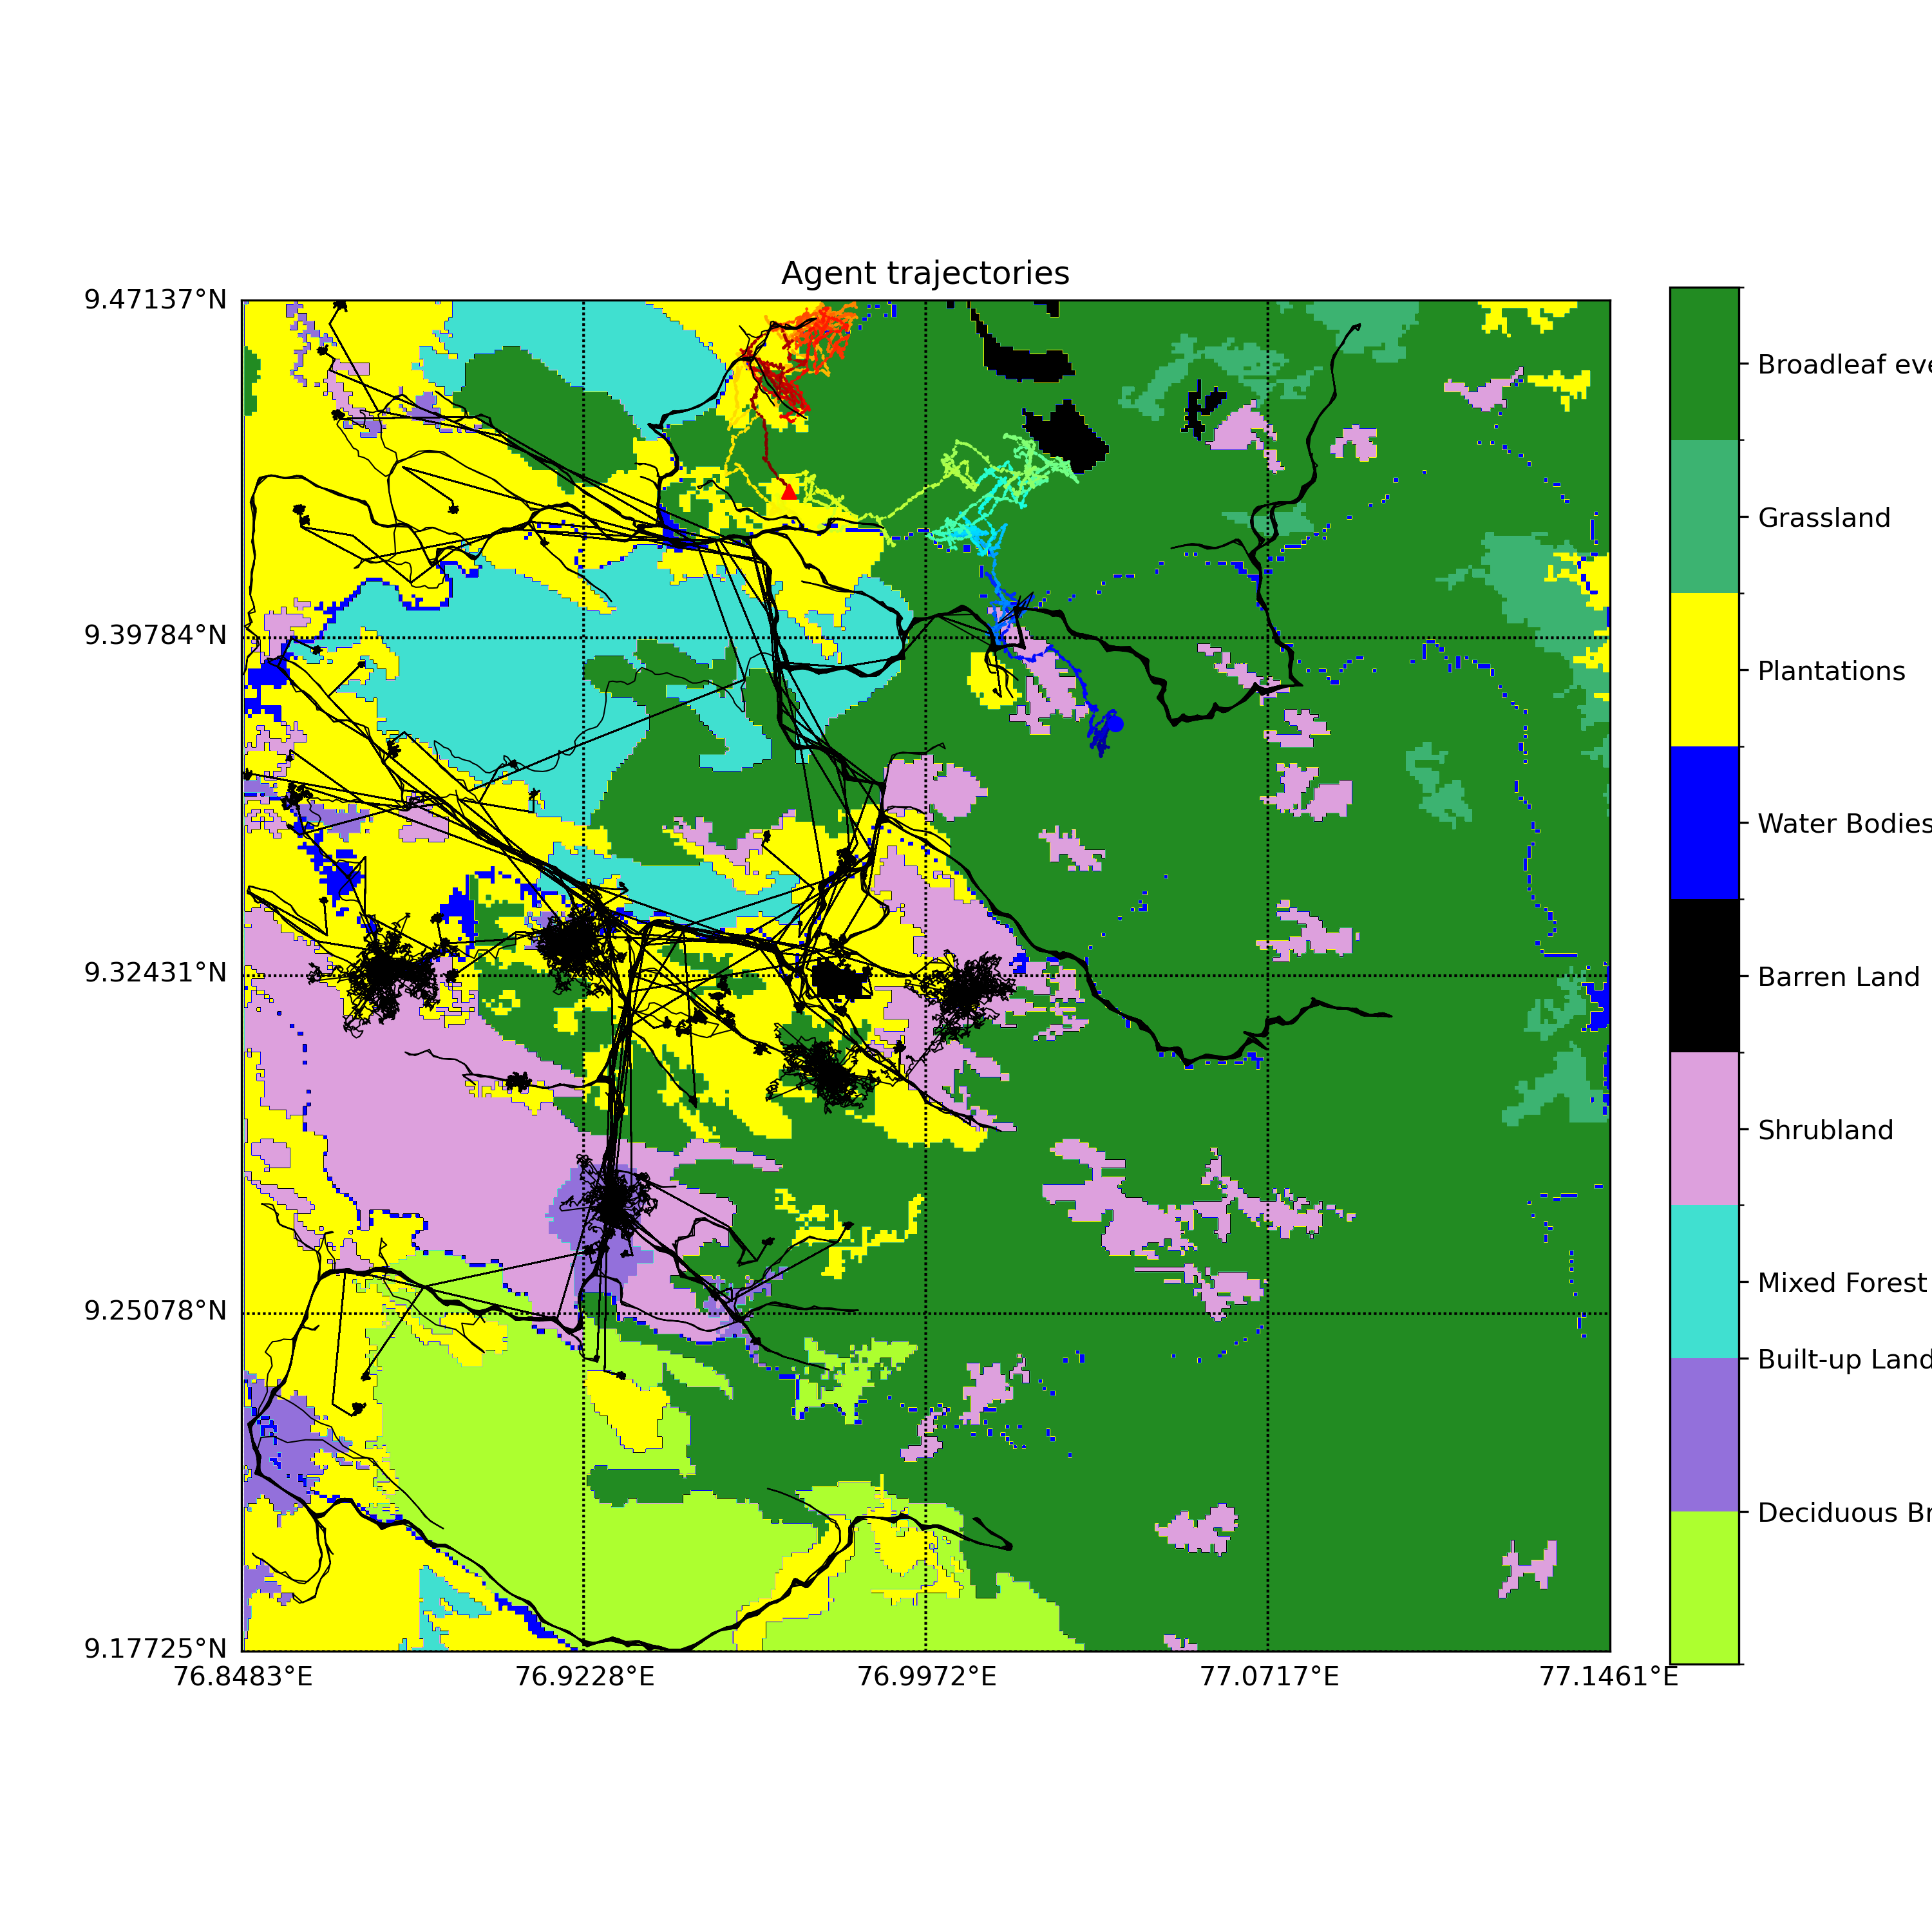 Agent trajectories
9.47137°N
9.39784°N
9.32431°N
9.25078°N
9.17725°N
76.8483°E
76.9228°E
76.9972°E
77.0717°E
77.1461°E
Broadleaf eve
Grassland
Plantations
Water Bodies
Barren Land
Shrubland
Mixed Forest
Built-up Land
Deciduous Br